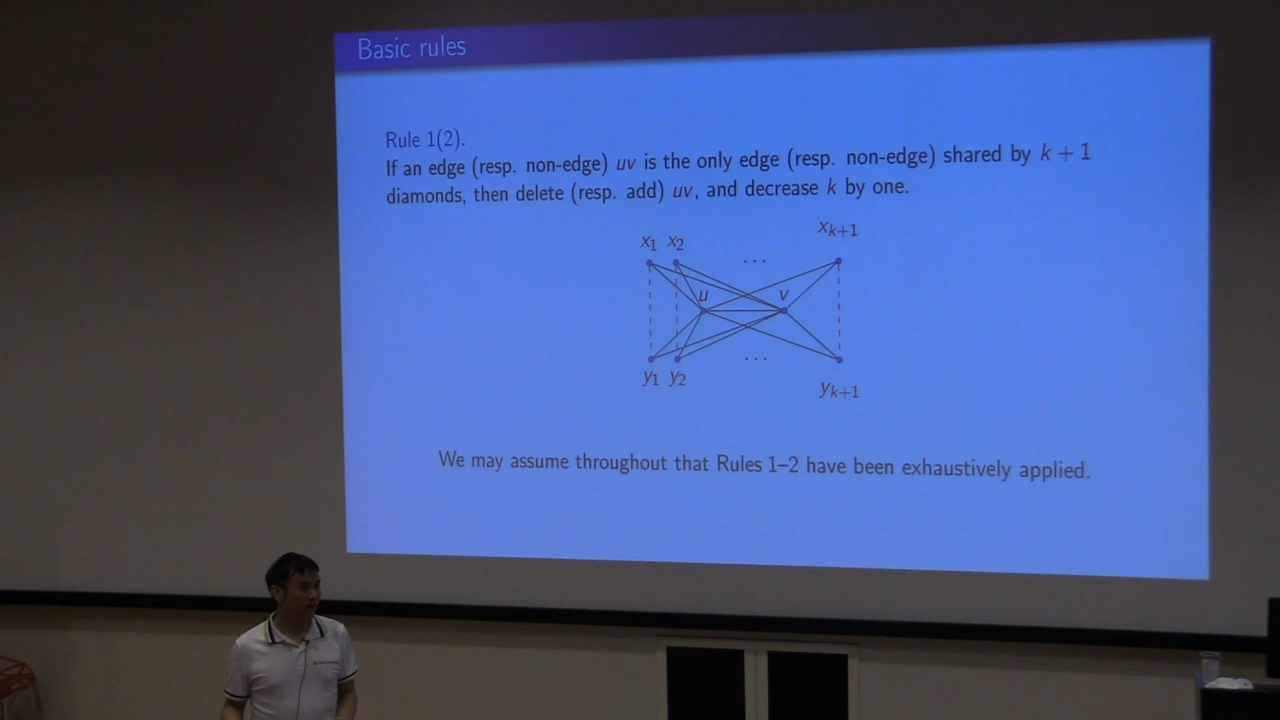 Basic rules
Rule 1(2).
If an edge (resp. non-edge) uv is the only edge (resp. non-edge) shared by k + 1
diamonds, then delete (resp. add) uv, and decrease k by one.
x1 x2 ... xk+1
u v
y1 y2 ... yk+1
We may assume throughout that Rules 1–2 have been exhaustively applied.